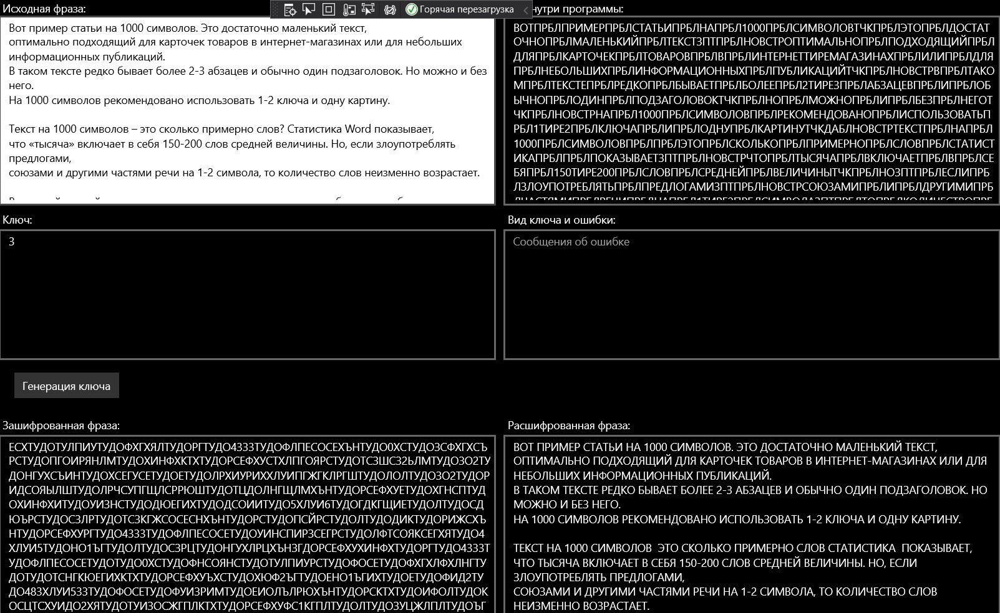 Исходная фраза:
Горячая перезагрузка
нутри программы:
Вот пример статьи на 1000 символов. Это достаточно маленький текст,
оптимально подходящий для карточек товаров в интернет-магазинах или для небольших
информационных публикаций.
В таком тексте редко бывает более 2-3 абзацев и обычно один подзаголовок. Но можно и без
него.
На 1000 символов рекомендовано использовать 1-2 ключа и одну картину.
Текст на 1000 символов – это сколько примерно слов? Статистика Word показывает,
что «тысяча» включает в себя 150-200 слов средней величины. Но, если злоупотреблять
предлогами,
союзами и другими частями речи на 1-2 символа, то количество слов неизменно возрастает.
ВОТПРБЛПРИМЕРПРБЛСТАТЬИПРБЛНАПРБЛ1000ПРБЛСИМВОЛОВТЧКПРБЛЭТОПРБЛДОСТАТ
ОЧНОПРБЛМАЛЕНЬКИЙПРБЛТЕКСТЗПТПРБЛНОВСТРОПТИМАЛЬНОПРБЛПОДХОДЯЩИЙПРБЛ
ДЛЯПРБЛКАРТОЧЕКПРБЛТОВАРОВПРБЛВПРБЛИНТЕРНЕТТИРЕМАГАЗИНАХПРБЛИЛИПРБЛДЛЯ
ПРБЛНЕБОЛЬШИХПРБЛИНФОРМАЦИОННЫХПРБЛПУБЛИКАЦИЙТЧКПРБЛНОВСТРВПРБЛТАКО
МПРБЛТЕКСТЕПРБЛРЕДКОПРБЛБЫВАЕТПРБЛБОЛЕЕПРБЛ2ТИРЕ3ПРБЛАБЗАЦЕВПРБЛИПРБЛОБ
ЫЧНОПРБЛОДИНПРБЛПОДЗАГОЛОВОКТЧКПРБЛНОПРБЛМОЖНОПРБЛИПРБЛБЕЗПРБЛНЕГОТ
ЧКПРБЛНОВСТРНАПРБЛ1000ПРБЛСИМВОЛОВПРБЛРЕКОМЕНДОВАНОПРБЛИСПОЛЬЗОВАТЬП
РБЛ1ТИРЕ2ПРБЛКЛЮЧАПРБЛИПРБЛОДНУПРБЛКАРТИНУТЧКДАБЛНОВСТРТЕКСТПРБЛНАПРБЛ
1000ПРБЛСИМВОЛОВПРБЛПРБЛЭТОПРБЛСКОЛЬКОПРБЛПРИМЕРНОПРБЛСЛОВПРБЛСТАТИСТ
ИКАПРБЛПРБЛПОКАЗЫВАЕТЗПТПРБЛНОВСТРЧТОПРБЛТЫСЯЧАПРБЛВКЛЮЧАЕТПРБЛВПРБЛСЕ
БЯПРБЛ150ТИРЕ200ПРБЛСЛОВПРБЛСРЕДНЕЙПРБЛВЕЛИЧИНЫТЧКПРБЛНОЗПТПРБЛЕСЛИПРБ
ЛЗЛОУПОТРЕБЛЯТЬПРБЛПРЕДЛОГАМИЗПТПРБЛНОВСТРСОЮЗАМИПРБЛИПРБЛДРУГИМИПРБ
Ключ:
3
Вид ключа и ошибки:
Сообщения об ошибке
Генерация ключа
Зашифрованная фраза:
ЕСХТУДОТУЛПИУТУДОФХГХЯЛТУДОРГТУДО4333ТУДОФЛПЕСОСЕХЪНТУДО0ХСТУДОЗСФХГХСЪ
РСТУДОПГОИРЯНЛМТУДОХИНФХКТХТУДОРСЕФХУСТХЛПГОЯРСТУДОТСЗШС32ЬЛМТУДОЗО2ТУ
ДОНГУХСЪИНТУДОХСЕГУСЕТУДОЕТУДОЛРХИУРИХХЛУИПГЖГКЛРГШТУДОЛОЛТУДОЗО2ТУДОР
ИДСОЯЫЛШТУДОЛРЧСУПГЩЛСРРЮШТУДОТЦДОЛНГЩЛМХЪНТУДОРСЕФХУЕТУДОХГНСПТУД
ОХИНФХИТУДОУИЗНСТУДОДЮЕГИХТУДОДСОИИТУДО5ХЛУИ6ТУДОГДКГЩИЕТУДОЛТУДОСД
ЮЪРСТУДОСЗЛРТУДОТСЗКГЖСОСЕСНХЪНТУДОРСТУДОПСЙРСТУДОЛТУДОДИКТУДОРИЖСХЪ
НТУДОРСЕФХУРГТУДО4333ТУДОФЛПЕСОСЕТУДОУИНСПИРЗСЕГРСТУДОЛФТСОЯКСЕГХЯТУДО4
ХЛУИ5ТУДОНО1ЪГТУДОЛТУДОСЗРЦТУДОНГУХЛРЦХЪНЗГДОРСЕФХУХИНФХТУДОРГТУДО4333Т
УДОФЛПЕСОСЕТУДОТУДО0ХСТУДОФНСОЯНСТУДОТУЛПИУРСТУДОФОСЕТУДОФХГХЛФХЛНГТУ
ДОТУДОТСНГКЮЕГИХКТХТУДОРСЕФХУЪХСТУДОХЮФ2ЪГТУДОЕНО1ЪГИХТУДОЕТУДОФИД2ТУ
ДО483ХЛУИ533ТУДОФОСЕТУДОФУИЗРИМТУДОЕИОЛЪЛРЮХЪНТУДОРСКТХТУДОИФОЛТУДОК
ОСЦТСХУИДО2ХЯТУДОТУИЗОСЖГПЛКТХТУДОРСЕФХУФС1КГПЛТУДОЛТУДОЗУЦЖЛПЛТУДОЪГ
Расшифрованная фраза:
ВОТ ПРИМЕР СТАТЬИ НА 1000 СИМВОЛОВ. ЭТО ДОСТАТОЧНО МАЛЕНЬКИЙ ТЕКСТ,
ОПТИМАЛЬНО ПОДХОДЯЩИЙ ДЛЯ КАРТОЧЕК ТОВАРОВ В ИНТЕРНЕТ-МАГАЗИНАХ ИЛИ ДЛЯ
НЕБОЛЬШИХ ИНФОРМАЦИОННЫХ ПУБЛИКАЦИЙ.
В ТАКОМ ТЕКСТЕ РЕДКО БЫВАЕТ БОЛЕЕ 2-3 АБЗАЦЕВ И ОБЫЧНО ОДИН ПОДЗАГОЛОВОК. НО
МОЖНО И БЕЗ НЕГО.
НА 1000 СИМВОЛОВ РЕКОМЕНДОВАНО ИСПОЛЬЗОВАТЬ 1-2 КЛЮЧА И ОДНУ КАРТИНУ.
ТЕКСТ НА 1000 СИМВОЛОВ  ЭТО СКОЛЬКО ПРИМЕРНО СЛОВ СТАТИСТИКА  ПОКАЗЫВАЕТ,
ЧТО ТЫСЯЧА ВКЛЮЧАЕТ В СЕБЯ 150-200 СЛОВ СРЕДНЕЙ ВЕЛИЧИНЫ. НО, ЕСЛИ
ЗЛОУПОТРЕБЛЯТЬ ПРЕДЛОГАМИ,
СОЮЗАМИ И ДРУГИМИ ЧАСТЯМИ РЕЧИ НА 1-2 СИМВОЛА, ТО КОЛИЧЕСТВО СЛОВ
НЕИЗМЕННО ВОЗРАСТАЕТ.